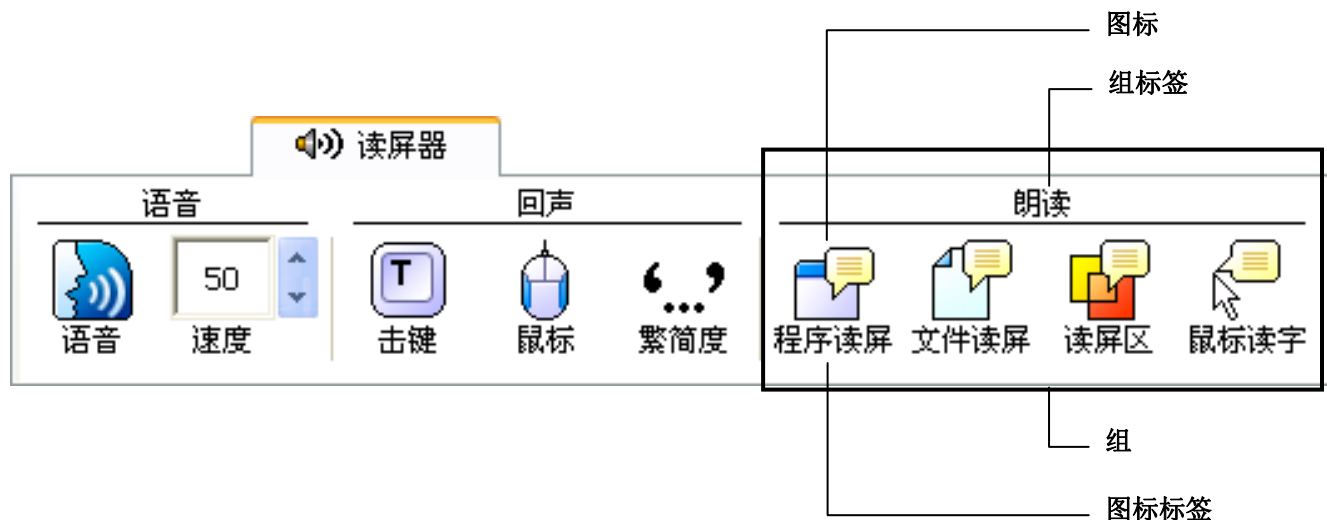 图标
组标签
读屏器
语音 回声 朗读
T
50
语音 速度 击键 鼠标 繁简度 程序读屏 文件读屏 读屏区 鼠标读字
组
图标标签